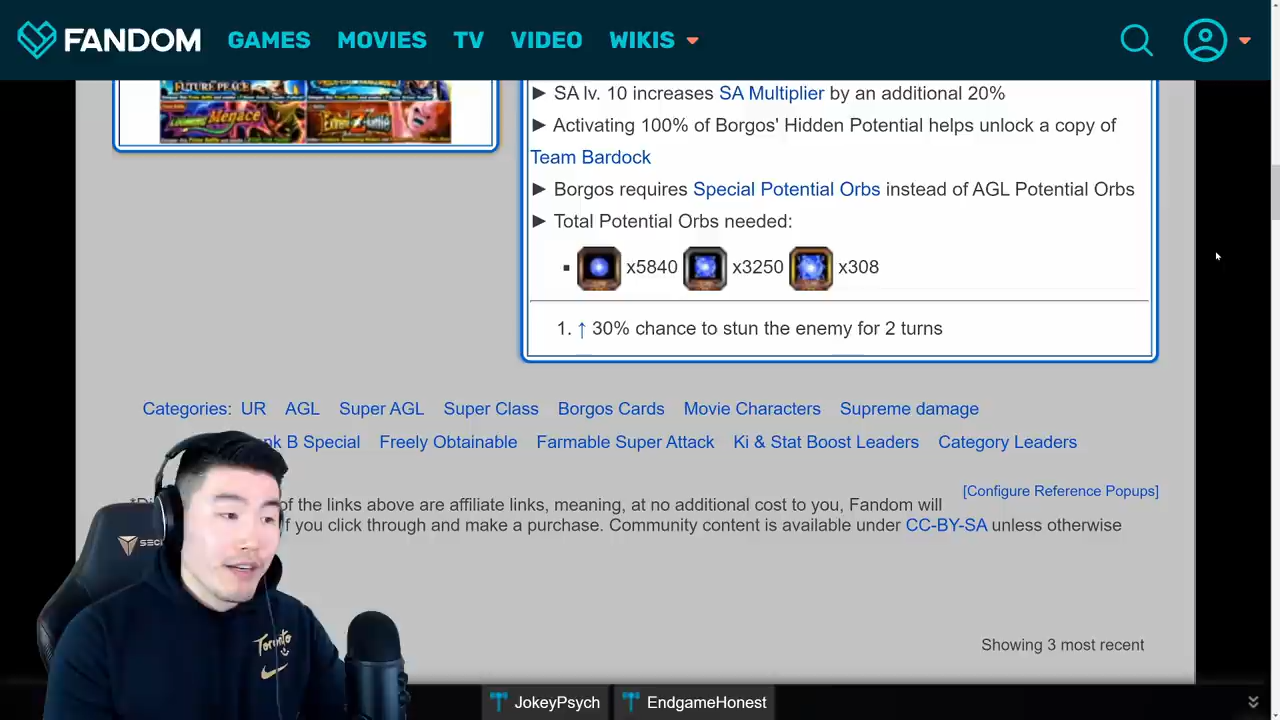 FANDOM GAMES MOVIES TV VIDEO WIKIS
FUTURE PEACE
Menace
► SA lv. 10 increases SA Multiplier by an additional 20%
► Activating 100% of Borgos' Hidden Potential helps unlock a copy of
Team Bardock
► Borgos requires Special Potential Orbs instead of AGL Potential Orbs
► Total Potential Orbs needed:
▪ x5840 x3250 x308
1. ↑ 30% chance to stun the enemy for 2 turns
Categories: UR AGL Super AGL Super Class Borgos Cards Movie Characters Supreme damage
B Special Freely Obtainable Farmable Super Attack Ki & Stat Boost Leaders Category Leaders
[Configure Reference Popups]
of the links above are affiliate links, meaning, at no additional cost to you, Fandom will
if you click through and make a purchase. Community content is available under CC-BY-SA unless otherwise
Toronto
Showing 3 most recent
JokeyPsych EndgameHonest